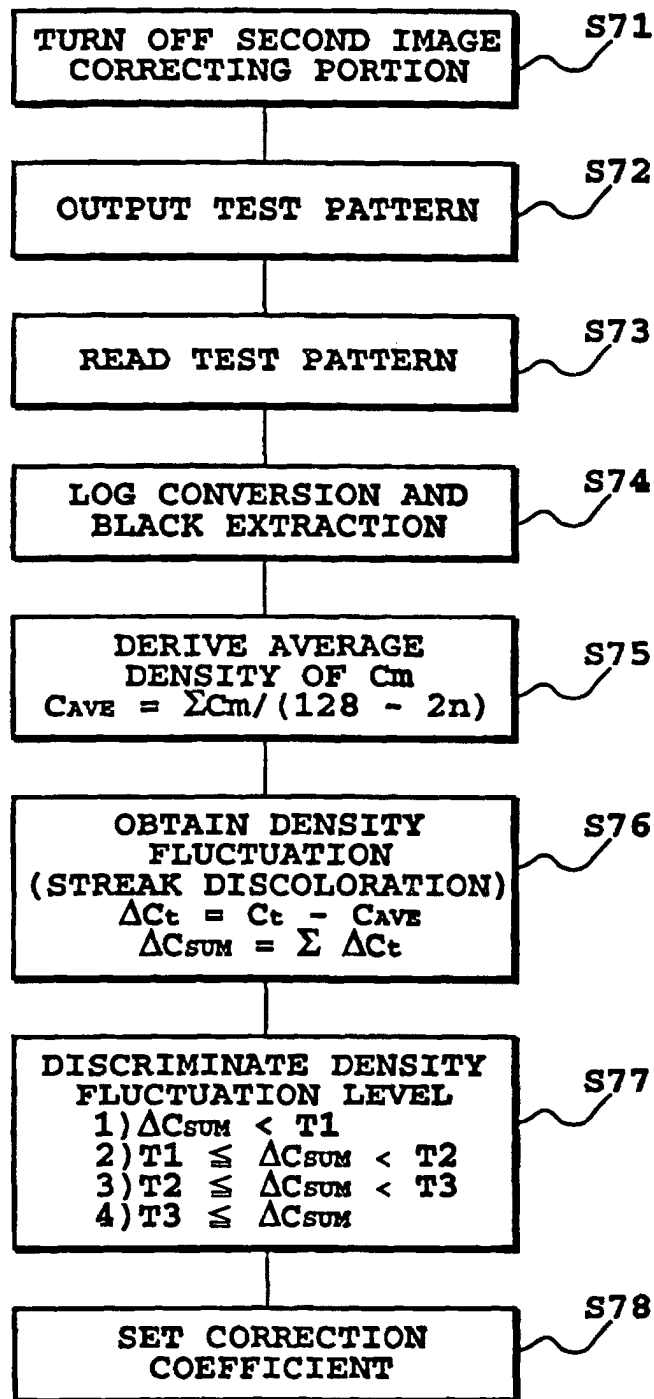 S71
TURN OFF SECOND IMAGE
CORRECTING PORTION
S72
OUTPUT TEST PATTERN
S73
READ TEST PATTERN
S74
LOG CONVERSION AND
BLACK EXTRACTION
S75
DERIVE AVERAGE
DENSITY OF Cm
CAVE = ΣCm/(128 - 2n)
S76
OBTAIN DENSITY
FLUCTUATION
(STREAK DISCOLORATION)
ΔCt = Ct - CAVE
ΔCSUM = Σ ΔCt
S77
DISCRIMINATE DENSITY
FLUCTUATION LEVEL
1)ΔCSUM < T1
2)T1 ≦ ΔCSUM < T2
3)T2 ≦ ΔCSUM < T3
4)T3 ≦ ΔCSUM
S78
SET CORRECTION
COEFFICIENT